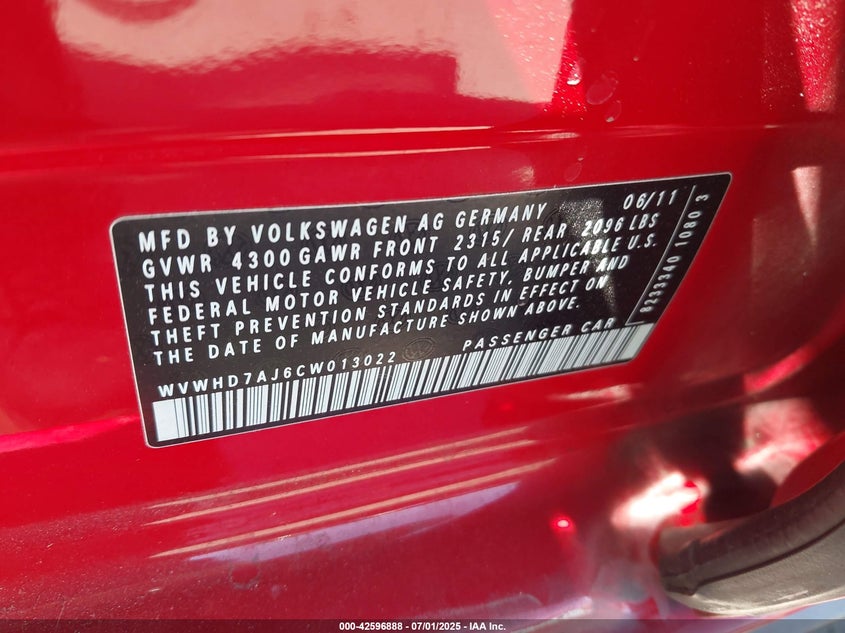 MFD BY VOLKSWAGEN AG GERMANY 06/11
GVWR 4300 GAWR FRONT 2315/ REAR 2096 LBS
THIS VEHICLE CONFORMS TO ALL APPLICABLE U.S.
FEDERAL MOTOR VEHICLE SAFETY, BUMPER AND
THEFT PREVENTION STANDARDS IN EFFECT ON
THE DATE OF MANUFACTURE SHOWN ABOVE.
WVWHD7AJ6CW013022 PASSENGER CAR
1080 3
000-42596888 | 07/01/2025 | IAA Inc.